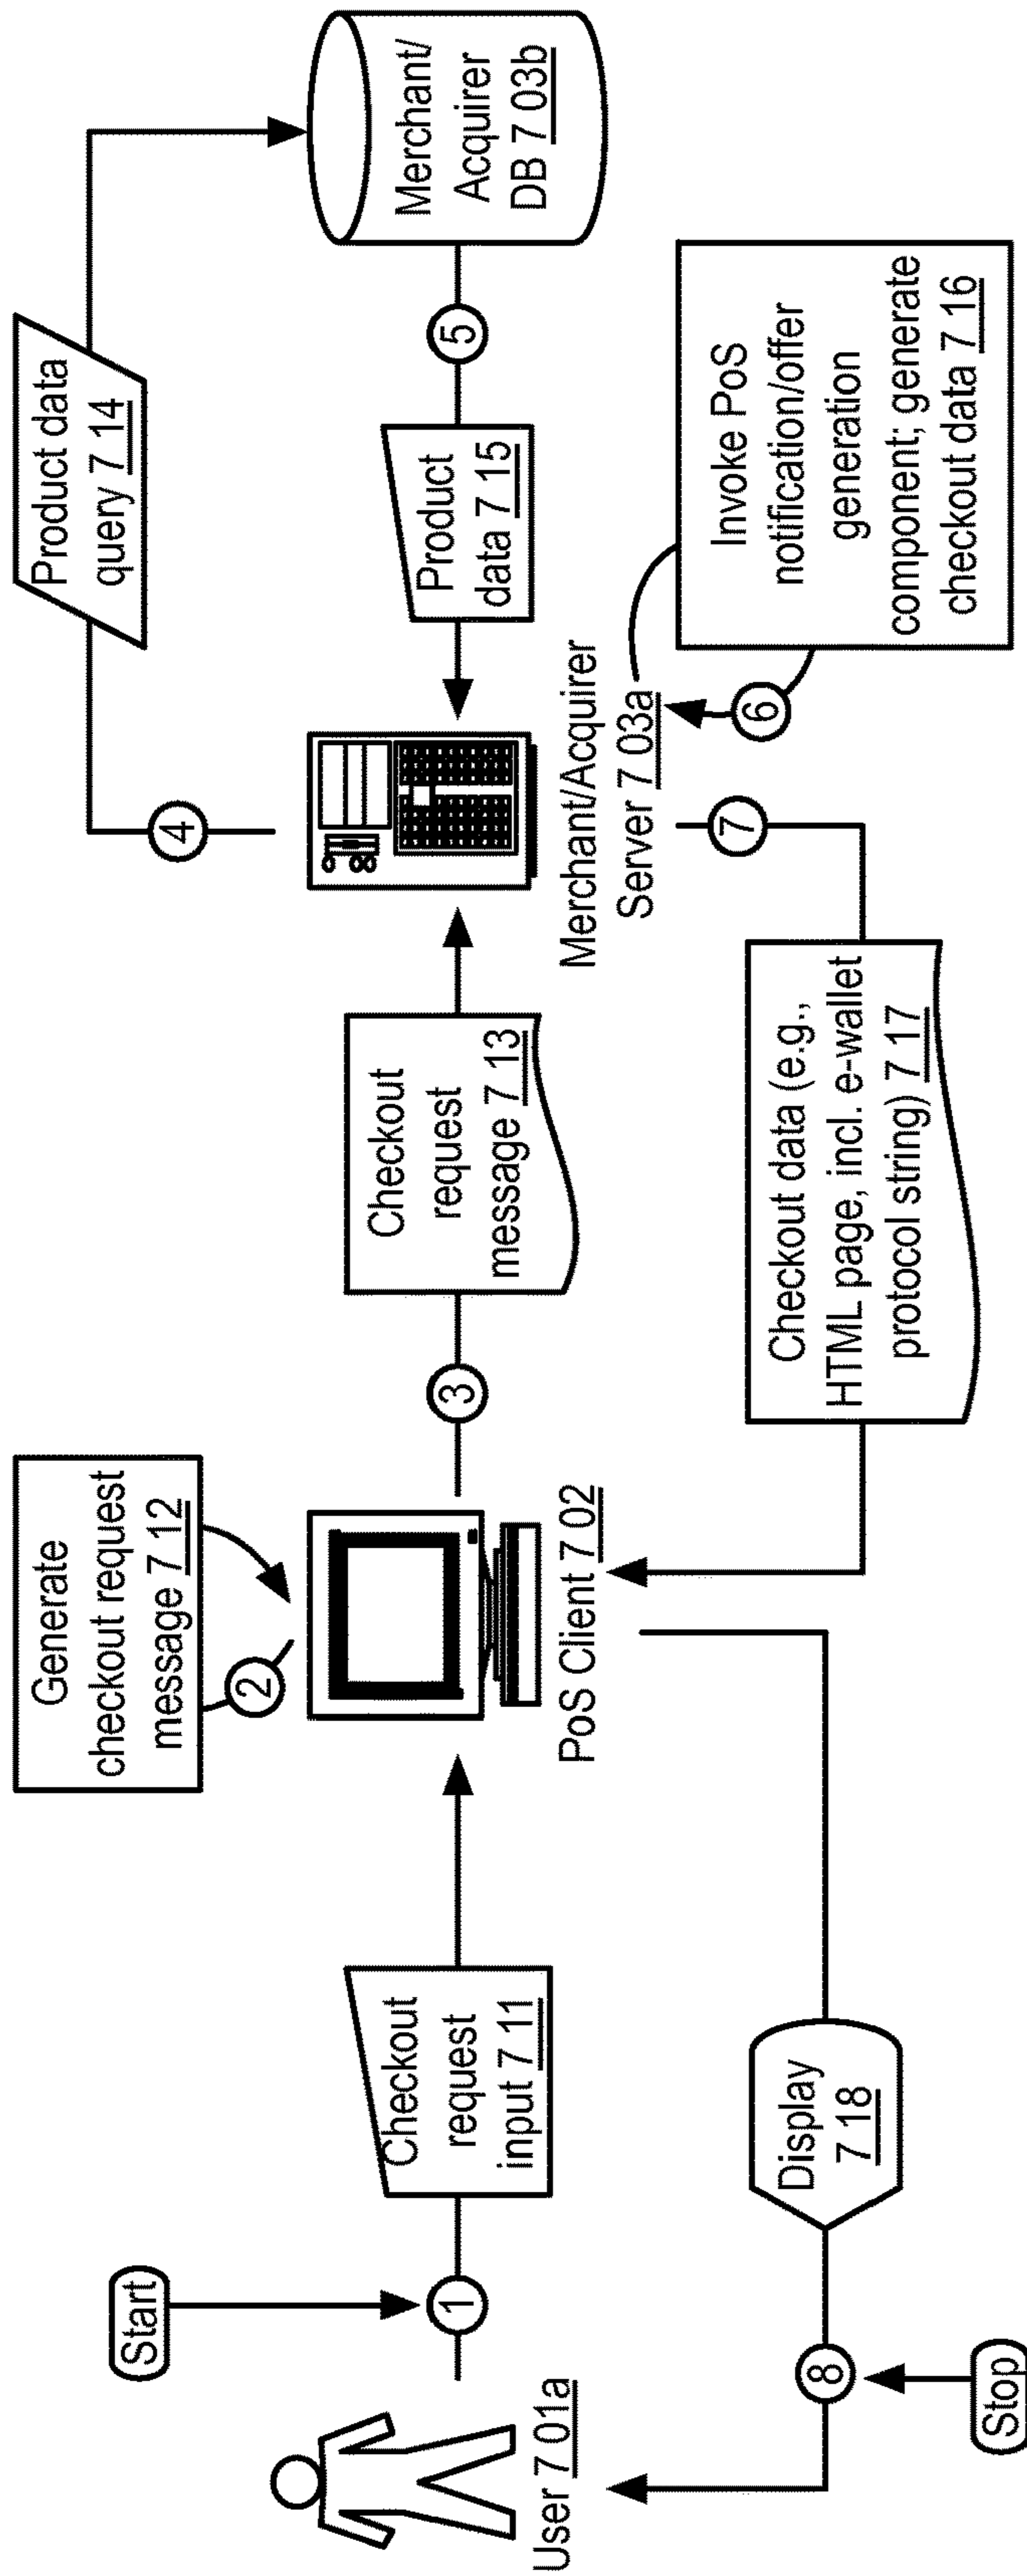 Start
User 7 01a
1
Checkout
request
input 7 11
Generate
checkout request
message 7 12
2
PoS Client 7 02
3
Checkout
request
message 7 13
4
Product data
query 7 14
Merchant/
Acquirer
DB 7 03b
5
Product
data 7 15
Merchant/Acquirer
Server 7 03a
6
Invoke PoS
notification/offer
generation
component; generate
checkout data 7 16
7
Checkout data (e.g.,
HTML page, incl. e-wallet
protocol string) 7 17
Display
7 18
8
Stop